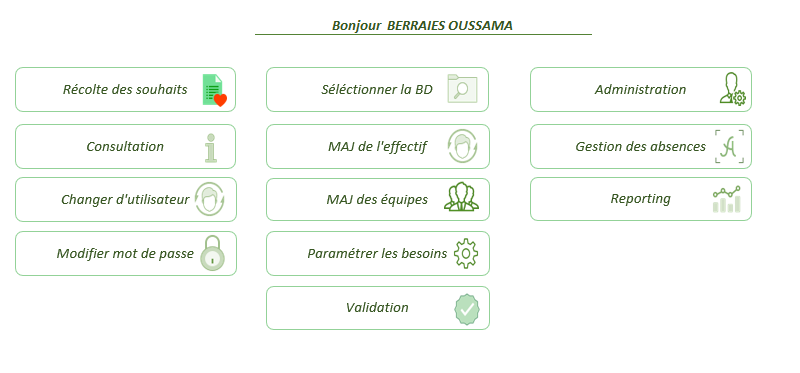 Bonjour BERRAIES OUSSAMA
Récolte des souhaits
Séléctionner la BD
Administration
Consultation
MAJ de l'effectif
Gestion des absences
Changer d'utilisateur
MAJ des équipes
Reporting
Modifier mot de passe
Paramétrer les besoins
Validation